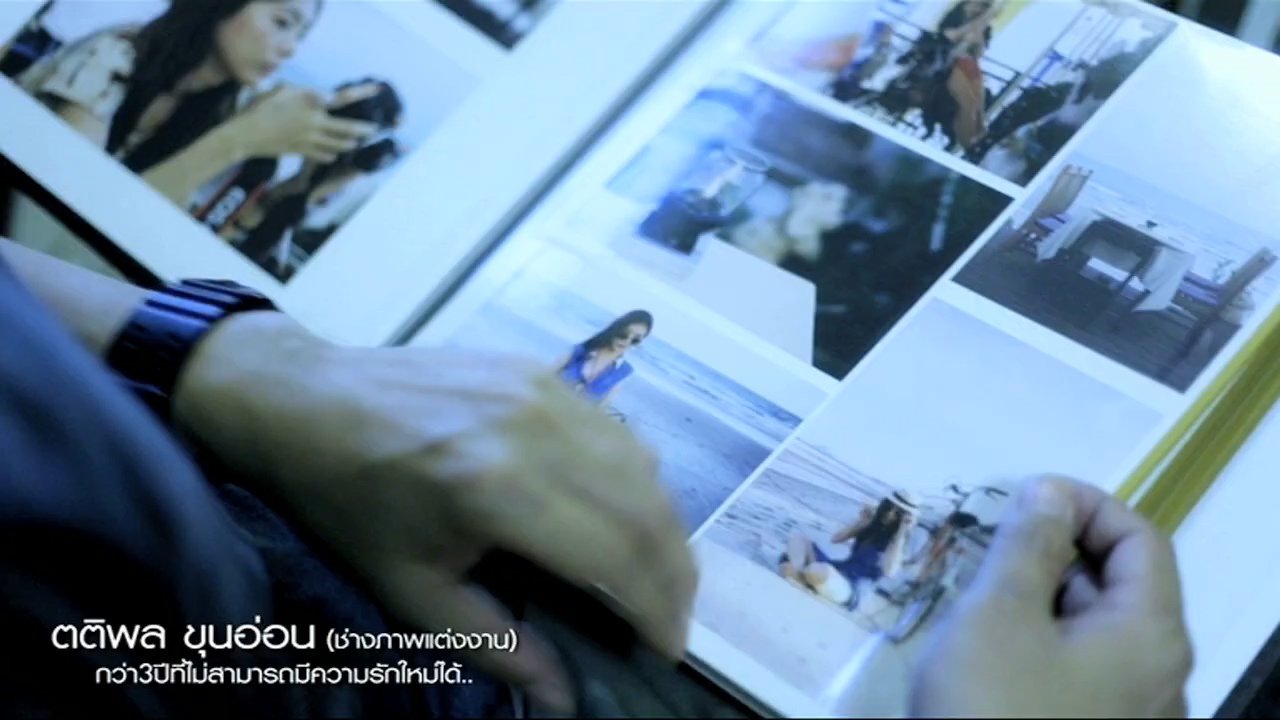 ตติพล ขุนอ่อน (ช่างภาพแต่งงาน)
กว่า3ปีที่ไม่สามารถมีความรักใหม่ได้..